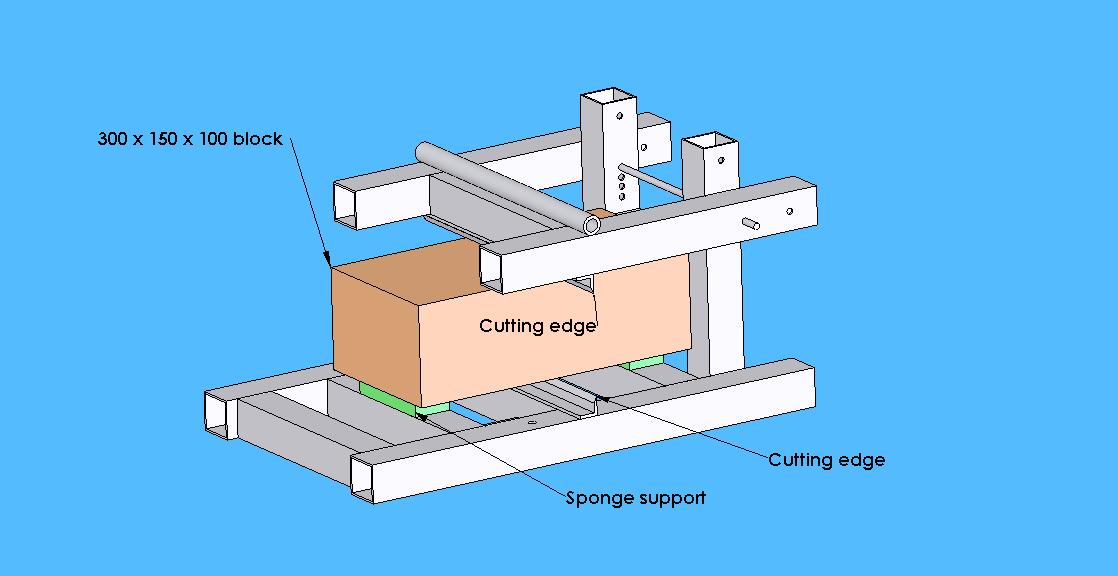 300 x 150 x 100 block
Cutting edge
Cutting edge
Sponge support